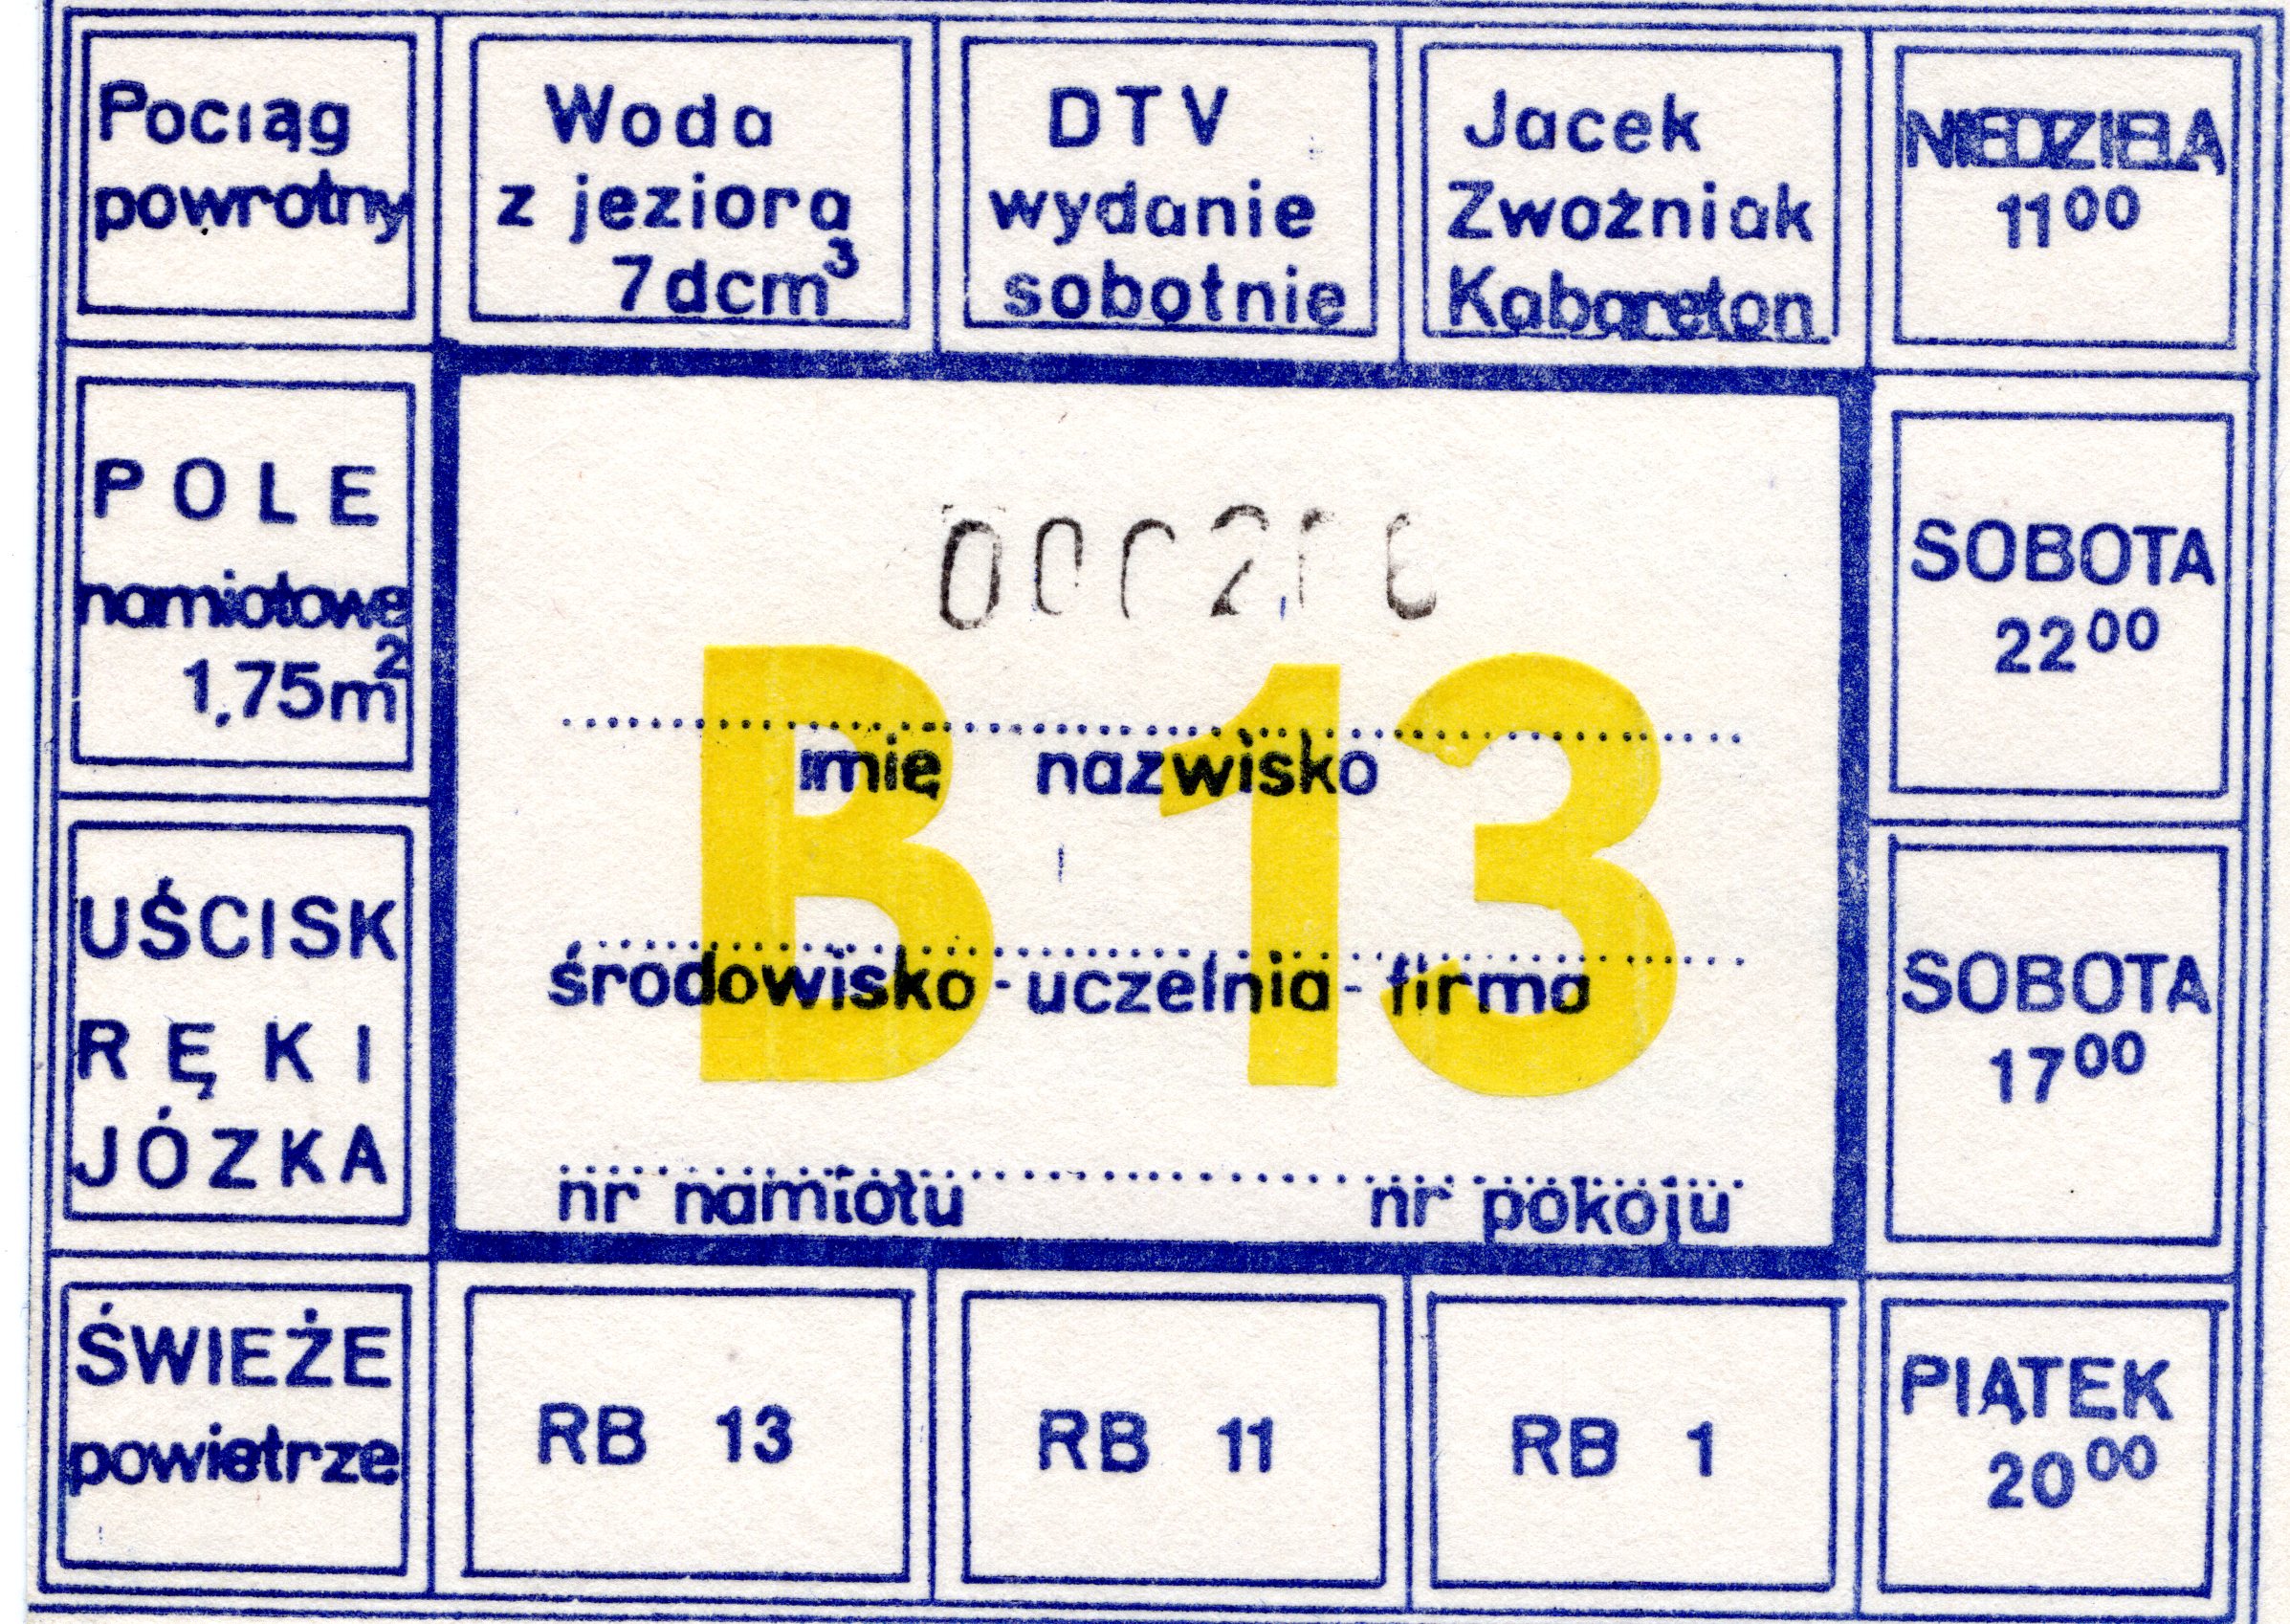 Pociąg
powrotny
Woda
z jeziora
7dcm³
DTV
wydanie
sobotnie
Jacek
Zwoźniak
Kabareton
NIEDZIELA
11⁰⁰
POLE
namiotowe
1,75m²
SOBOTA
22⁰⁰
B 13
imię nazwisko
środowisko - uczelnia - firma
nr namiotu nr pokoju
UŚCISK
RĘKI
JÓZKA
SOBOTA
17⁰⁰
ŚWIEŻE
powietrze
RB 13
RB 11
RB 1
PIĄTEK
20⁰⁰